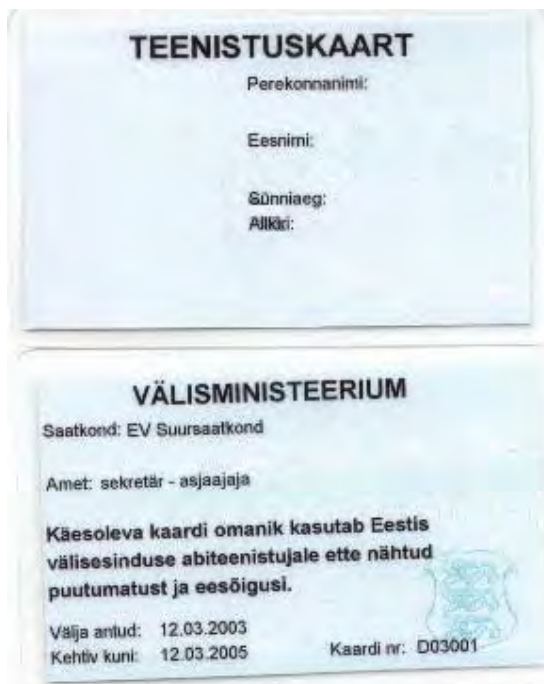 TEENISTUSKAART
Perekonnanimi:
Eesnimi:
Sünniaeg:
Allkiri:
VÄLISMINISTEERIUM
Saatkond: EV Suursaatkond
Amet: sekretär - asjaajaja
Käesoleva kaardi omanik kasutab Eestis
välisesinduse abiteenistujale ette nähtud
puutumatust ja eesõigusi.
Välja antud: 12.03.2003
Kehtiv kuni: 12.03.2005 Kaardi nr: D03001